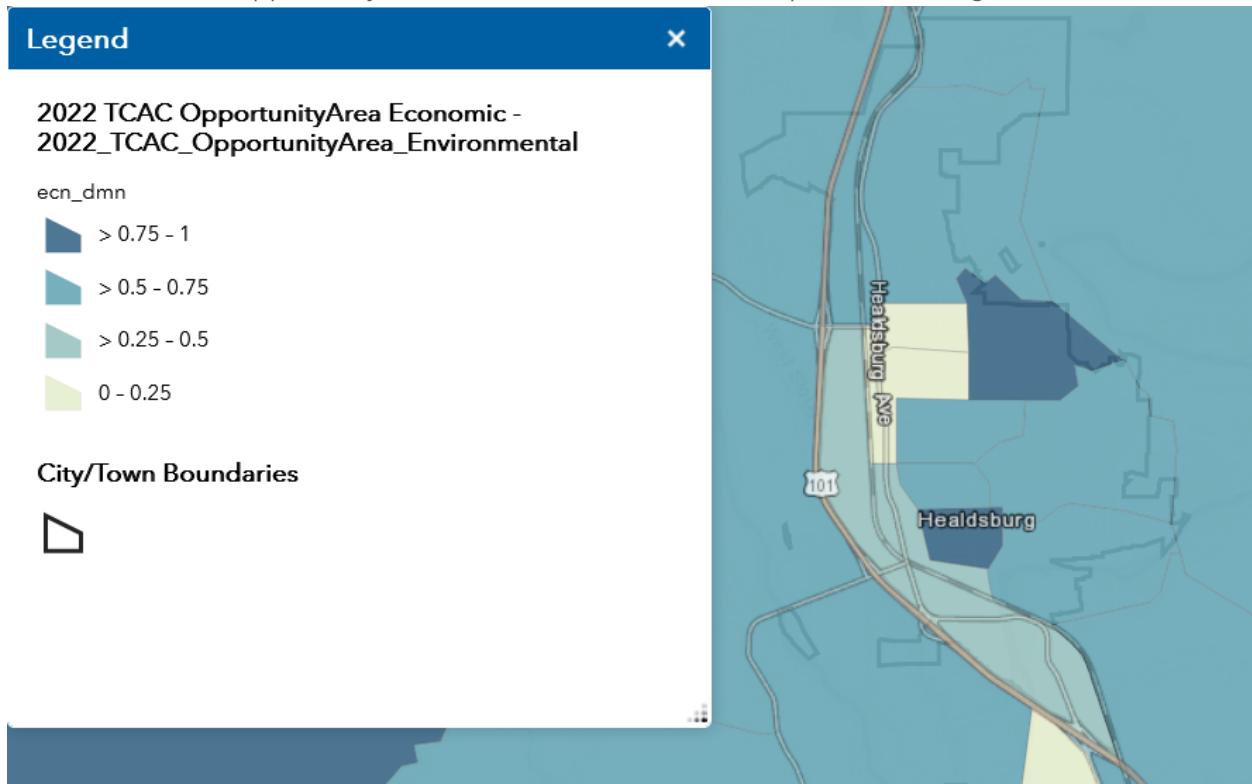 Legend
2022 TCAC OpportunityArea Economic -
2022_TCAC_OpportunityArea_Environmental
ecn_dmn
> 0.75 - 1
> 0.5 - 0.75
> 0.25 - 0.5
0 - 0.25
City/Town Boundaries
Healdsburg Ave
101
Healdsburg